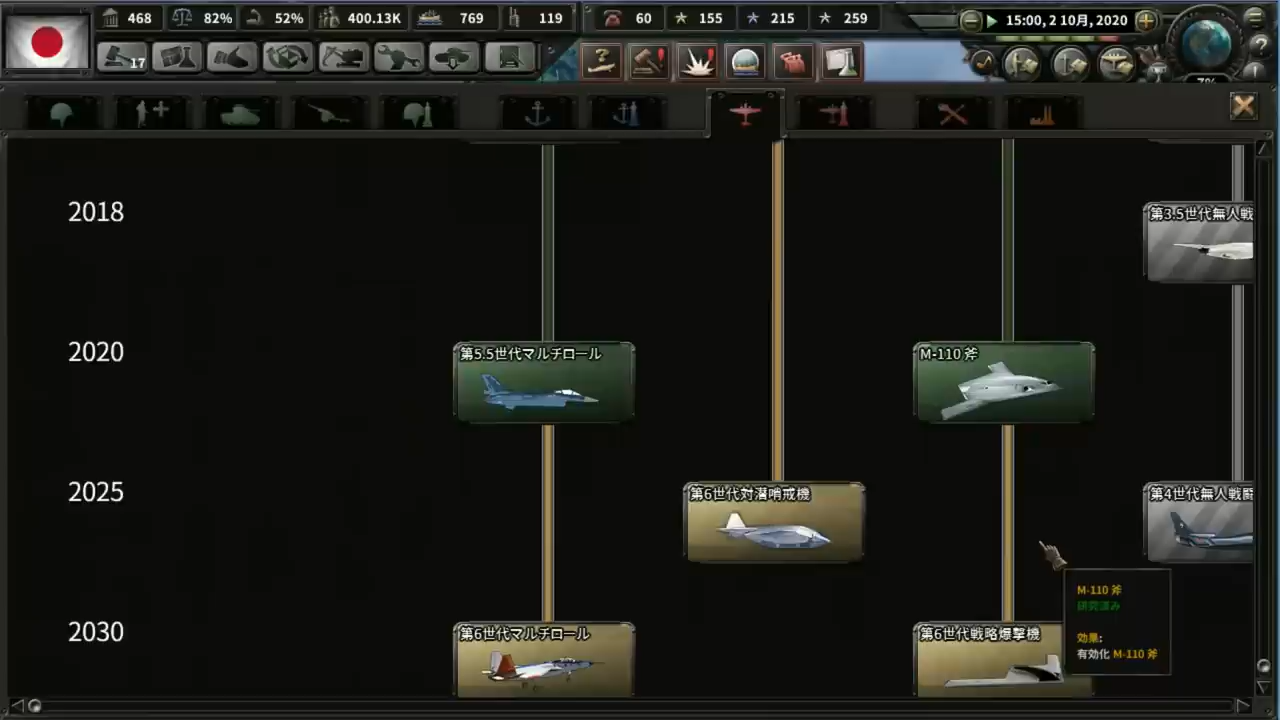 468 82% 52% 400.13K 769 119 60 155 215 259 15:00, 2 10月, 2020
17
7%
2018
第3.5世代無人戦
2020
第5.5世代マルチロール
M-110 斧
2025
第6世代対潜哨戒機
第4世代無人戦闘
M-110 斧
研究済み
2030
第6世代マルチロール
第6世代戦略爆撃機
効果:
有効化 M-110 斧